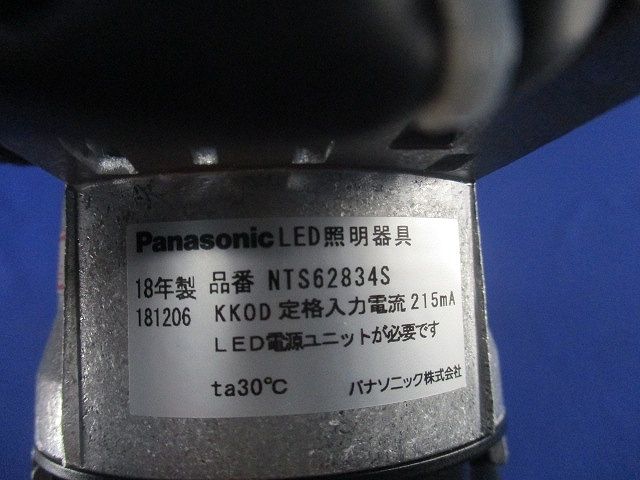 Panasonic LED照明器具
18年製 品番 NTS62834S
181206 KKOD 定格入力電流 215mA
LED電源ユニットが必要です
ta30℃ パナソニック株式会社